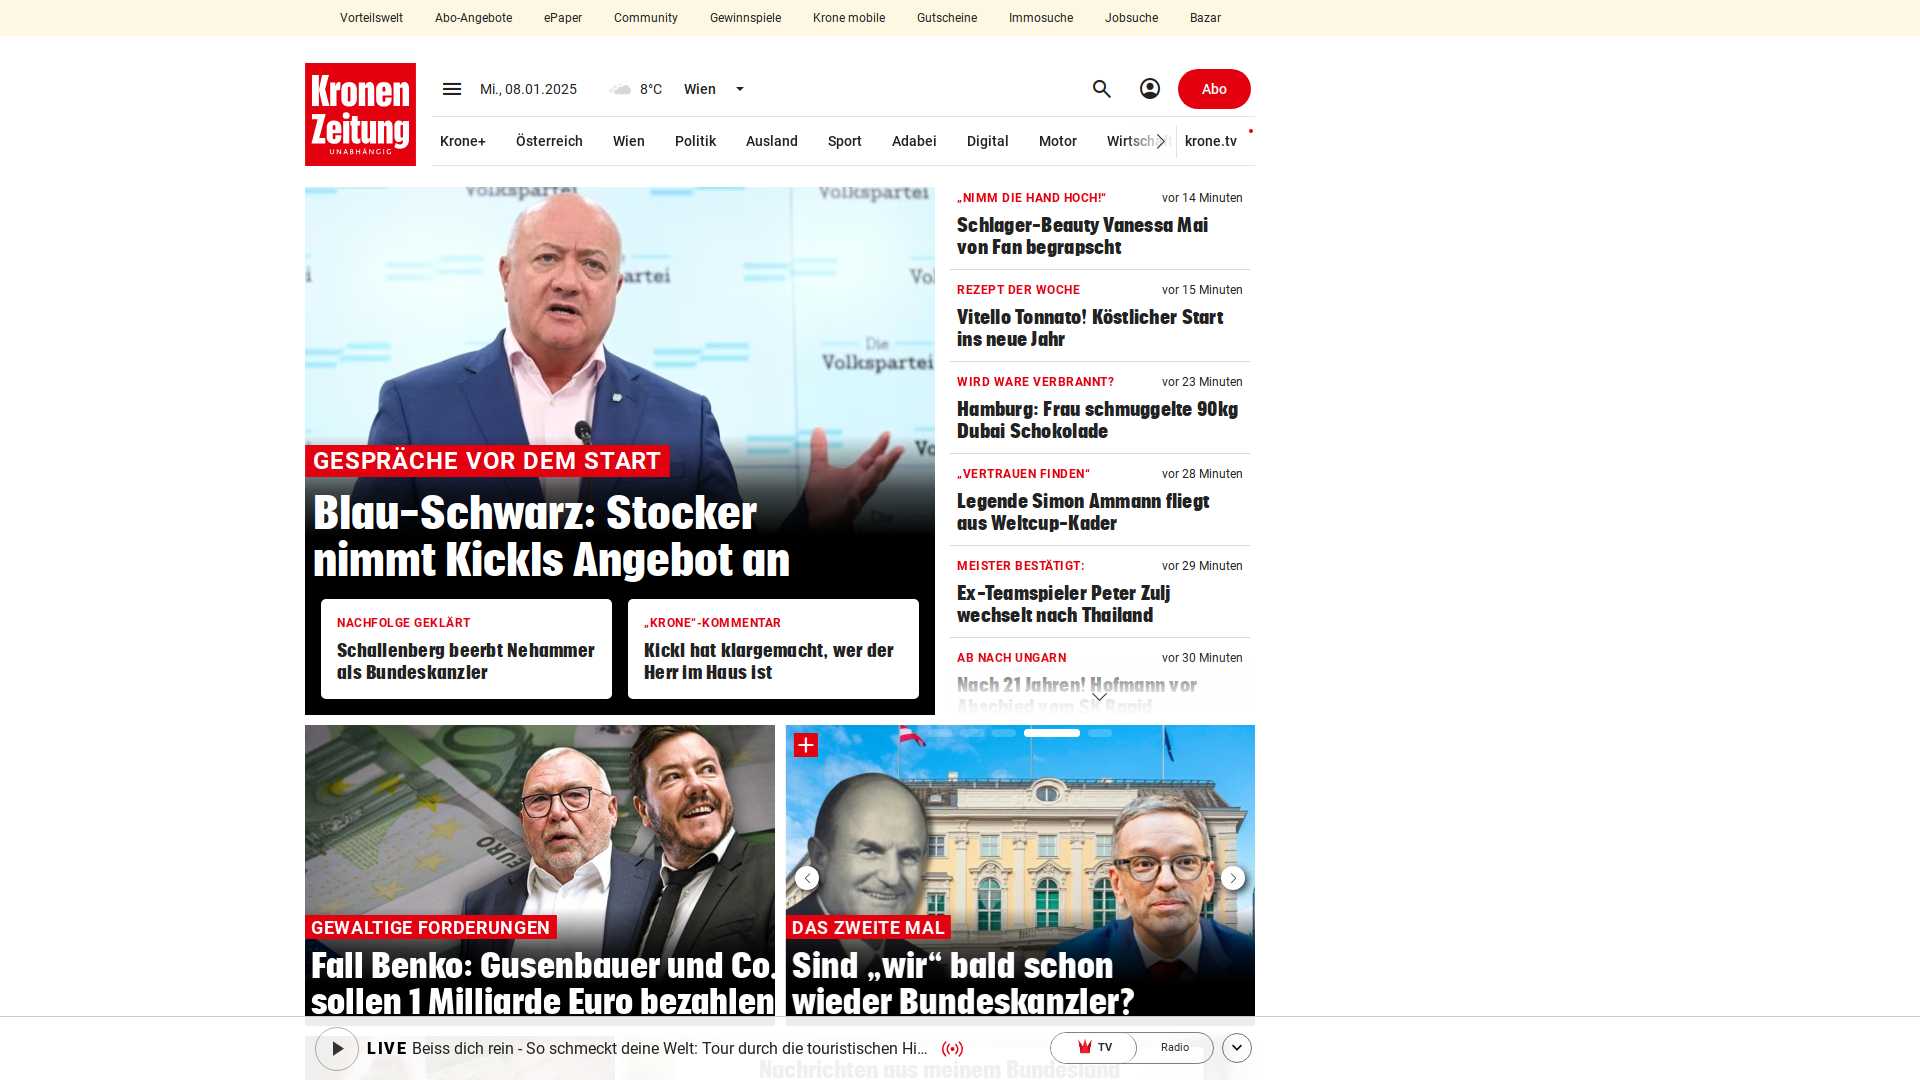 Vorteilswelt Abo-Angebote ePaper Community Gewinnspiele Krone mobile Gutscheine Immosuche Jobsuche Bazar
Kronen
Zeitung
UNABHÄNGIG
Mi., 08.01.2025 8°C Wien
Abo
Krone+ Österreich Wien Politik Ausland Sport Adabei Digital Motor krone.tv
Volkspartei
Volkspartei
Die
Volkspartei
GESPRÄCHE VOR DEM START
Blau-Schwarz: Stocker
nimmt Kickls Angebot an
NACHFOLGE GEKLÄRT
Schallenberg beerbt Nehammer
als Bundeskanzler
„KRONE“-KOMMENTAR
Kickl hat klargemacht, wer der
Herr im Haus ist
„NIMM DIE HAND HOCH!“ vor 14 Minuten
Schlager-Beauty Vanessa Mai
von Fan begrapscht
REZEPT DER WOCHE vor 15 Minuten
Vitello Tonnato! Köstlicher Start
ins neue Jahr
WIRD WARE VERBRANNT? vor 23 Minuten
Hamburg: Frau schmuggelte 90kg
Dubai Schokolade
„VERTRAUEN FINDEN“ vor 28 Minuten
Legende Simon Ammann fliegt
aus Weltcup-Kader
MEISTER BESTÄTIGT: vor 29 Minuten
Ex-Teamspieler Peter Zulj
wechselt nach Thailand
AB NACH UNGARN vor 30 Minuten
Nach 21 Jahren! Hofmann vor
Abschied vom SK Rapid
EURO
GEWALTIGE FORDERUNGEN
Fall Benko: Gusenbauer und Co.
sollen 1 Milliarde Euro bezahlen
DAS ZWEITE MAL
Sind „wir“ bald schon
wieder Bundeskanzler?
LIVE Beiss dich rein - So schmeckt deine Welt: Tour durch die touristischen Hi...
TV Radio
Nachrichten aus meinem Bundesland